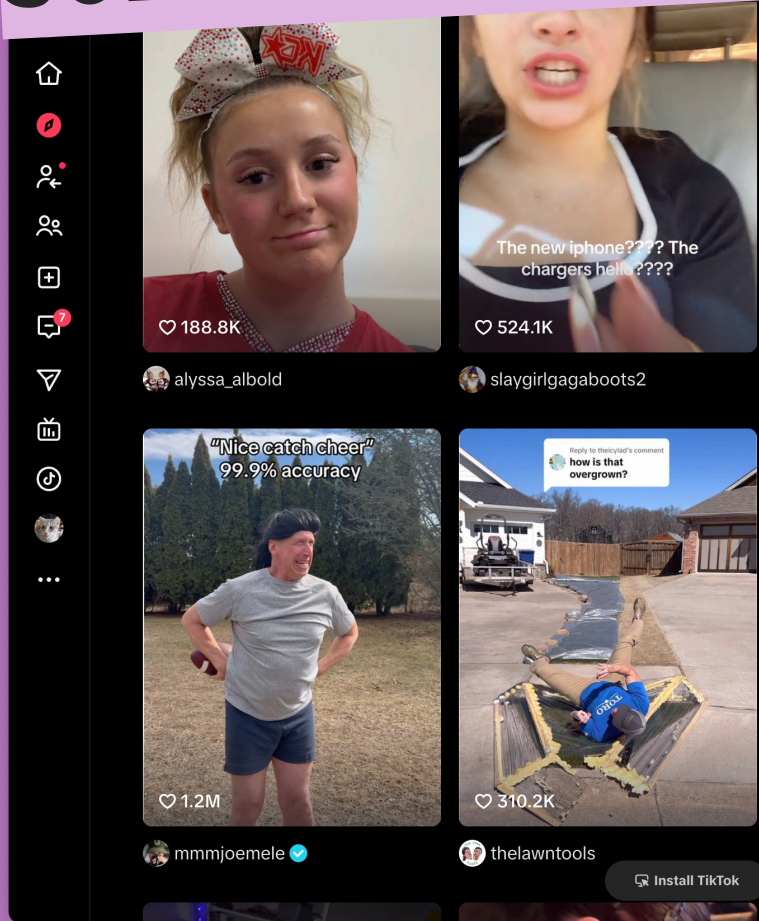 ♡ 188.8K
The new iphone???? The
chargers hello????
♡ 524.1K
alyssa_albold
slaygirlgagaboots2
7
"Nice catch cheer"
99.9% accuracy
♡ 1.2M
Reply to theicylad's comment
how is that
overgrown?
TORO
♡ 310.2K
mmmjoemele
thelawntools
Install TikTok